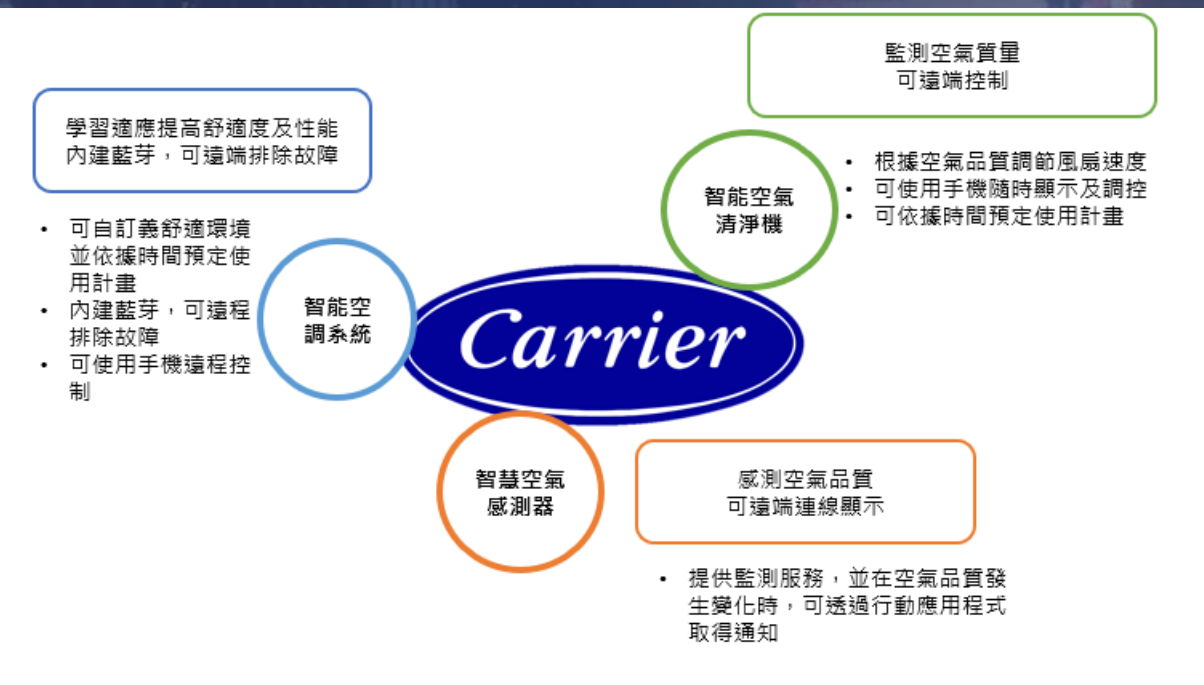 監測空氣質量
可遠端控制
學習適應提高舒適度及性能
內建藍芽，可遠端排除故障
智能空氣
清淨機
• 根據空氣品質調節風扇速度
• 可使用手機隨時顯示及調控
• 可依據時間預定使用計畫
• 可自訂義舒適環境
並依據時間預定使
用計畫
• 內建藍芽，可遠程
排除故障
• 可使用手機遠程控
制
智能空
調系統
Carrier
智慧空氣
感測器
感測空氣品質
可遠端連線顯示
• 提供監測服務，並在空氣品質發
生變化時，可透過行動應用程式
取得通知